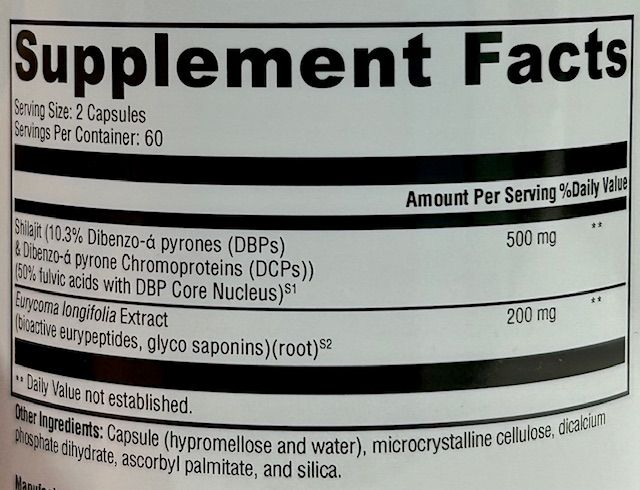 Supplement Facts
Serving Size: 2 Capsules
Servings Per Container: 60
Amount Per Serving %Daily Value
Shilajit (10.3% Dibenzo-á pyrones (DBPs) 500 mg **
& Dibenzo-á pyrone Chromoproteins (DCPs))
(50% fulvic acids with DBP Core Nucleus)S1
Eurycoma longifolia Extract 200 mg **
(bioactive eurypeptides, glyco saponins)(root)S2
** Daily Value not established.
Other Ingredients: Capsule (hypromellose and water), microcrystalline cellulose, dicalcium
phosphate dihydrate, ascorbyl palmitate, and silica.